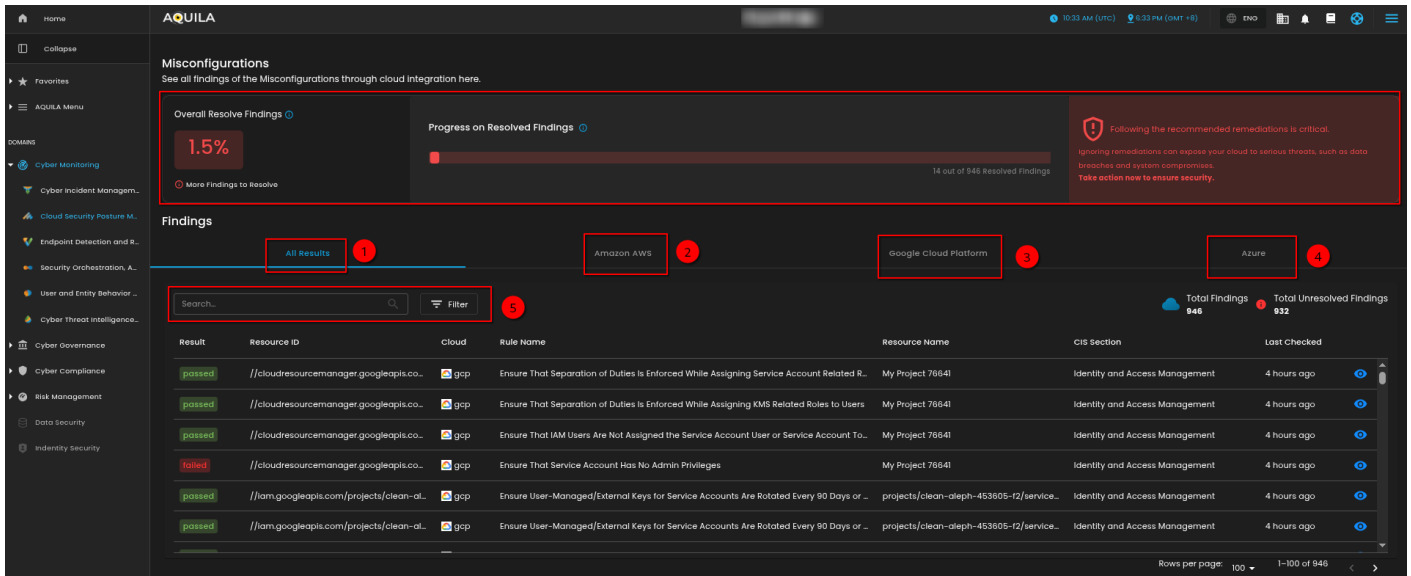 Home
AQUILA
10:33 AM (UTC)
6:33 PM (GMT +8)
ENG
Collapse
Favorites
AQUILA Menu
DOMAINS
Cyber Monitoring
Cyber Incident Managem...
Cloud Security Posture M...
Endpoint Detection and R...
Security Orchestration, A...
User and Entity Behavior ...
Cyber Threat Intelligence...
Cyber Governance
Cyber Compliance
Risk Management
Data Security
Indentity Security
Misconfigurations
See all findings of the Misconfigurations through cloud integration here.
Overall Resolve Findings
1.5%
More Findings to Resolve
Progress on Resolved Findings
14 out of 946 Resolved Findings
Following the recommended remediations is critical.
Ignoring remediations can expose your cloud to serious threats, such as data
breaches and system compromises.
Take action now to ensure security.
Findings
All Results 1
Amazon AWS 2
Google Cloud Platform 3
Azure 4
Search...
Filter
5
Total Findings
946
Total Unresolved Findings
932
Result Resource ID Cloud Rule Name Resource Name CIS Section Last Checked
passed //cloudresourcemanager.googleapis.co... gcp Ensure That Separation of Duties Is Enforced While Assigning Service Account Related R... My Project 76641 Identity and Access Management 4 hours ago
passed //cloudresourcemanager.googleapis.co... gcp Ensure That Separation of Duties Is Enforced While Assigning KMS Related Roles to Users My Project 76641 Identity and Access Management 4 hours ago
passed //cloudresourcemanager.googleapis.co... gcp Ensure That IAM Users Are Not Assigned the Service Account User or Service Account To... My Project 76641 Identity and Access Management 4 hours ago
failed //cloudresourcemanager.googleapis.co... gcp Ensure That Service Account Has No Admin Privileges My Project 76641 Identity and Access Management 4 hours ago
passed //iam.googleapis.com/projects/clean-al... gcp Ensure User-Managed/External Keys for Service Accounts Are Rotated Every 90 Days or ... projects/clean-aleph-453605-f2/service... Identity and Access Management 4 hours ago
passed //iam.googleapis.com/projects/clean-al... gcp Ensure User-Managed/External Keys for Service Accounts Are Rotated Every 90 Days or ... projects/clean-aleph-453605-f2/service... Identity and Access Management 4 hours ago
Rows per page: 100 1–100 of 946